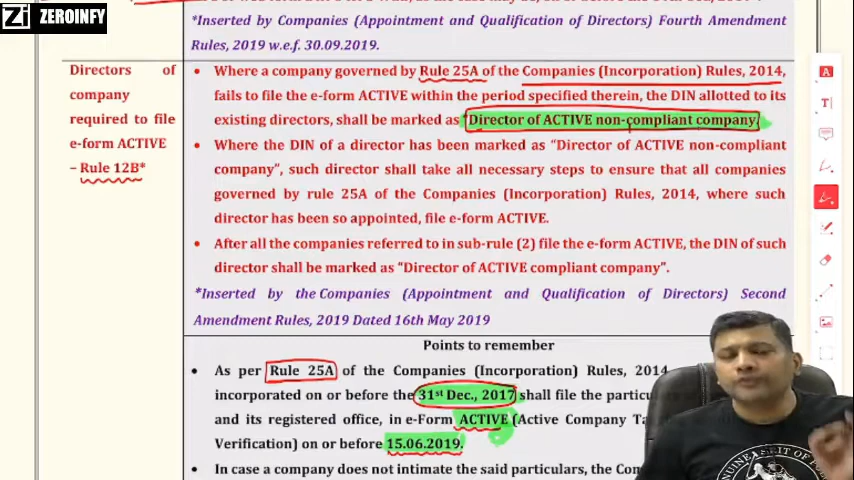 Zi ZEROINFY
*Inserted by Companies (Appointment and Qualification of Directors) Fourth Amendment
Rules, 2019 w.e.f. 30.09.2019.
Directors of
company
required to file
e-form ACTIVE
– Rule 12B*
• Where a company governed by Rule 25A of the Companies (Incorporation) Rules, 2014,
fails to file the e-form ACTIVE within the period specified therein, the DIN allotted to its
existing directors, shall be marked as "Director of ACTIVE non-compliant company.
• Where the DIN of a director has been marked as “Director of ACTIVE non-compliant
company”, such director shall take all necessary steps to ensure that all companies
governed by rule 25A of the Companies (Incorporation) Rules, 2014, where such
director has been so appointed, file e-form ACTIVE.
• After all the companies referred to in sub-rule (2) file the e-form ACTIVE, the DIN of such
director shall be marked as “Director of ACTIVE compliant company”.
*Inserted by the Companies (Appointment and Qualification of Directors) Second
Amendment Rules, 2019 Dated 16th May 2019
Points to remember
• As per Rule 25A of the Companies (Incorporation) Rules, 2014
incorporated on or before the 31st Dec., 2017 shall file the
and its registered office, in e-Form ACTIVE (Active Company
Verification) on or before 15.06.2019.
• In case a company does not intimate the said particulars, the